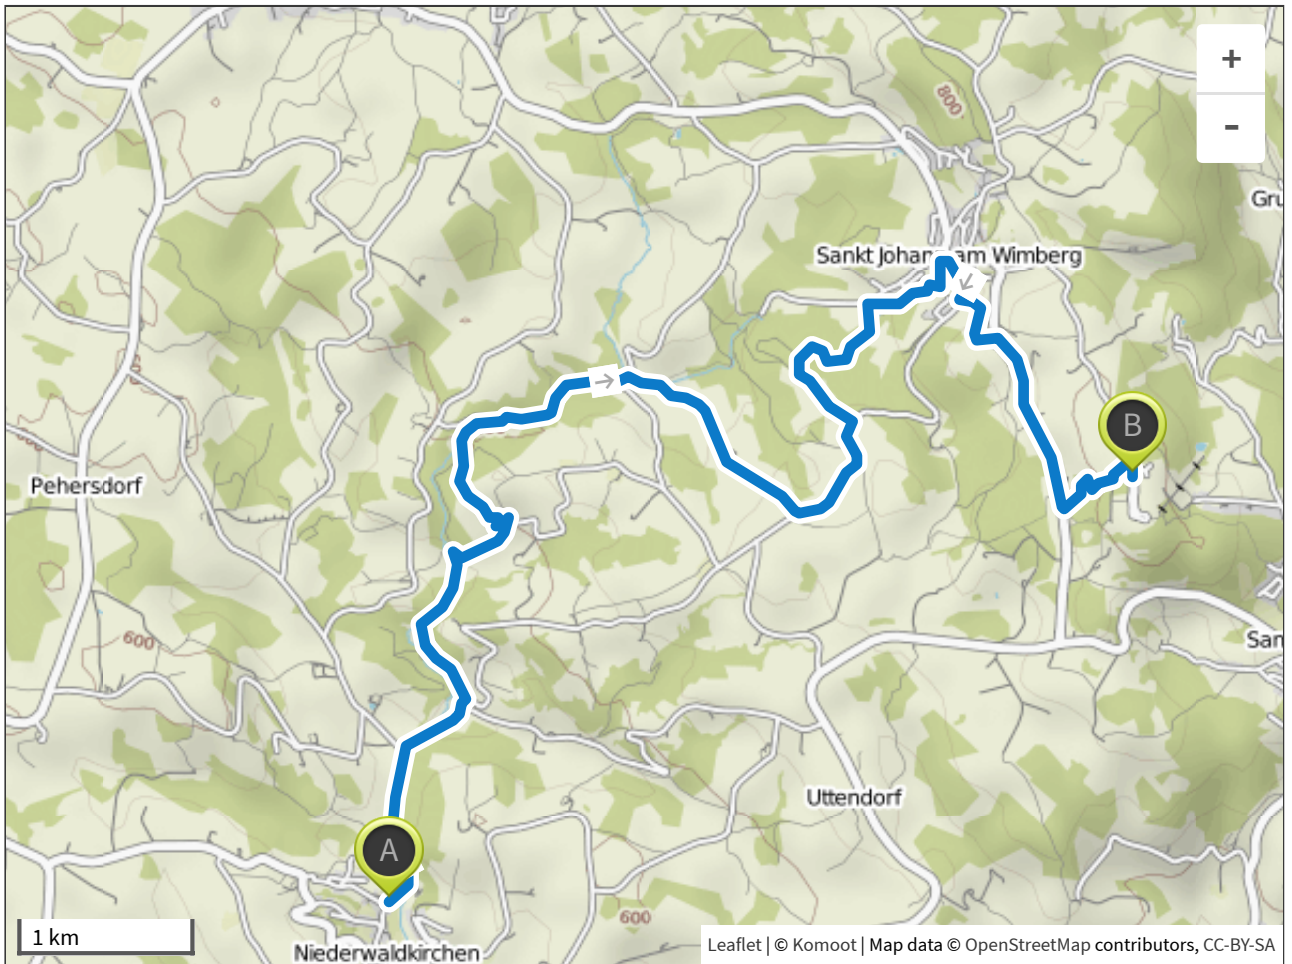 +
-
800
Gru
Sankt Johann am Wimberg
B
Pehersdorf
600
San
Uttendorf
A
600
1 km
Niederwaldkirchen
Leaflet | © Komoot | Map data © OpenStreetMap contributors, CC-BY-SA